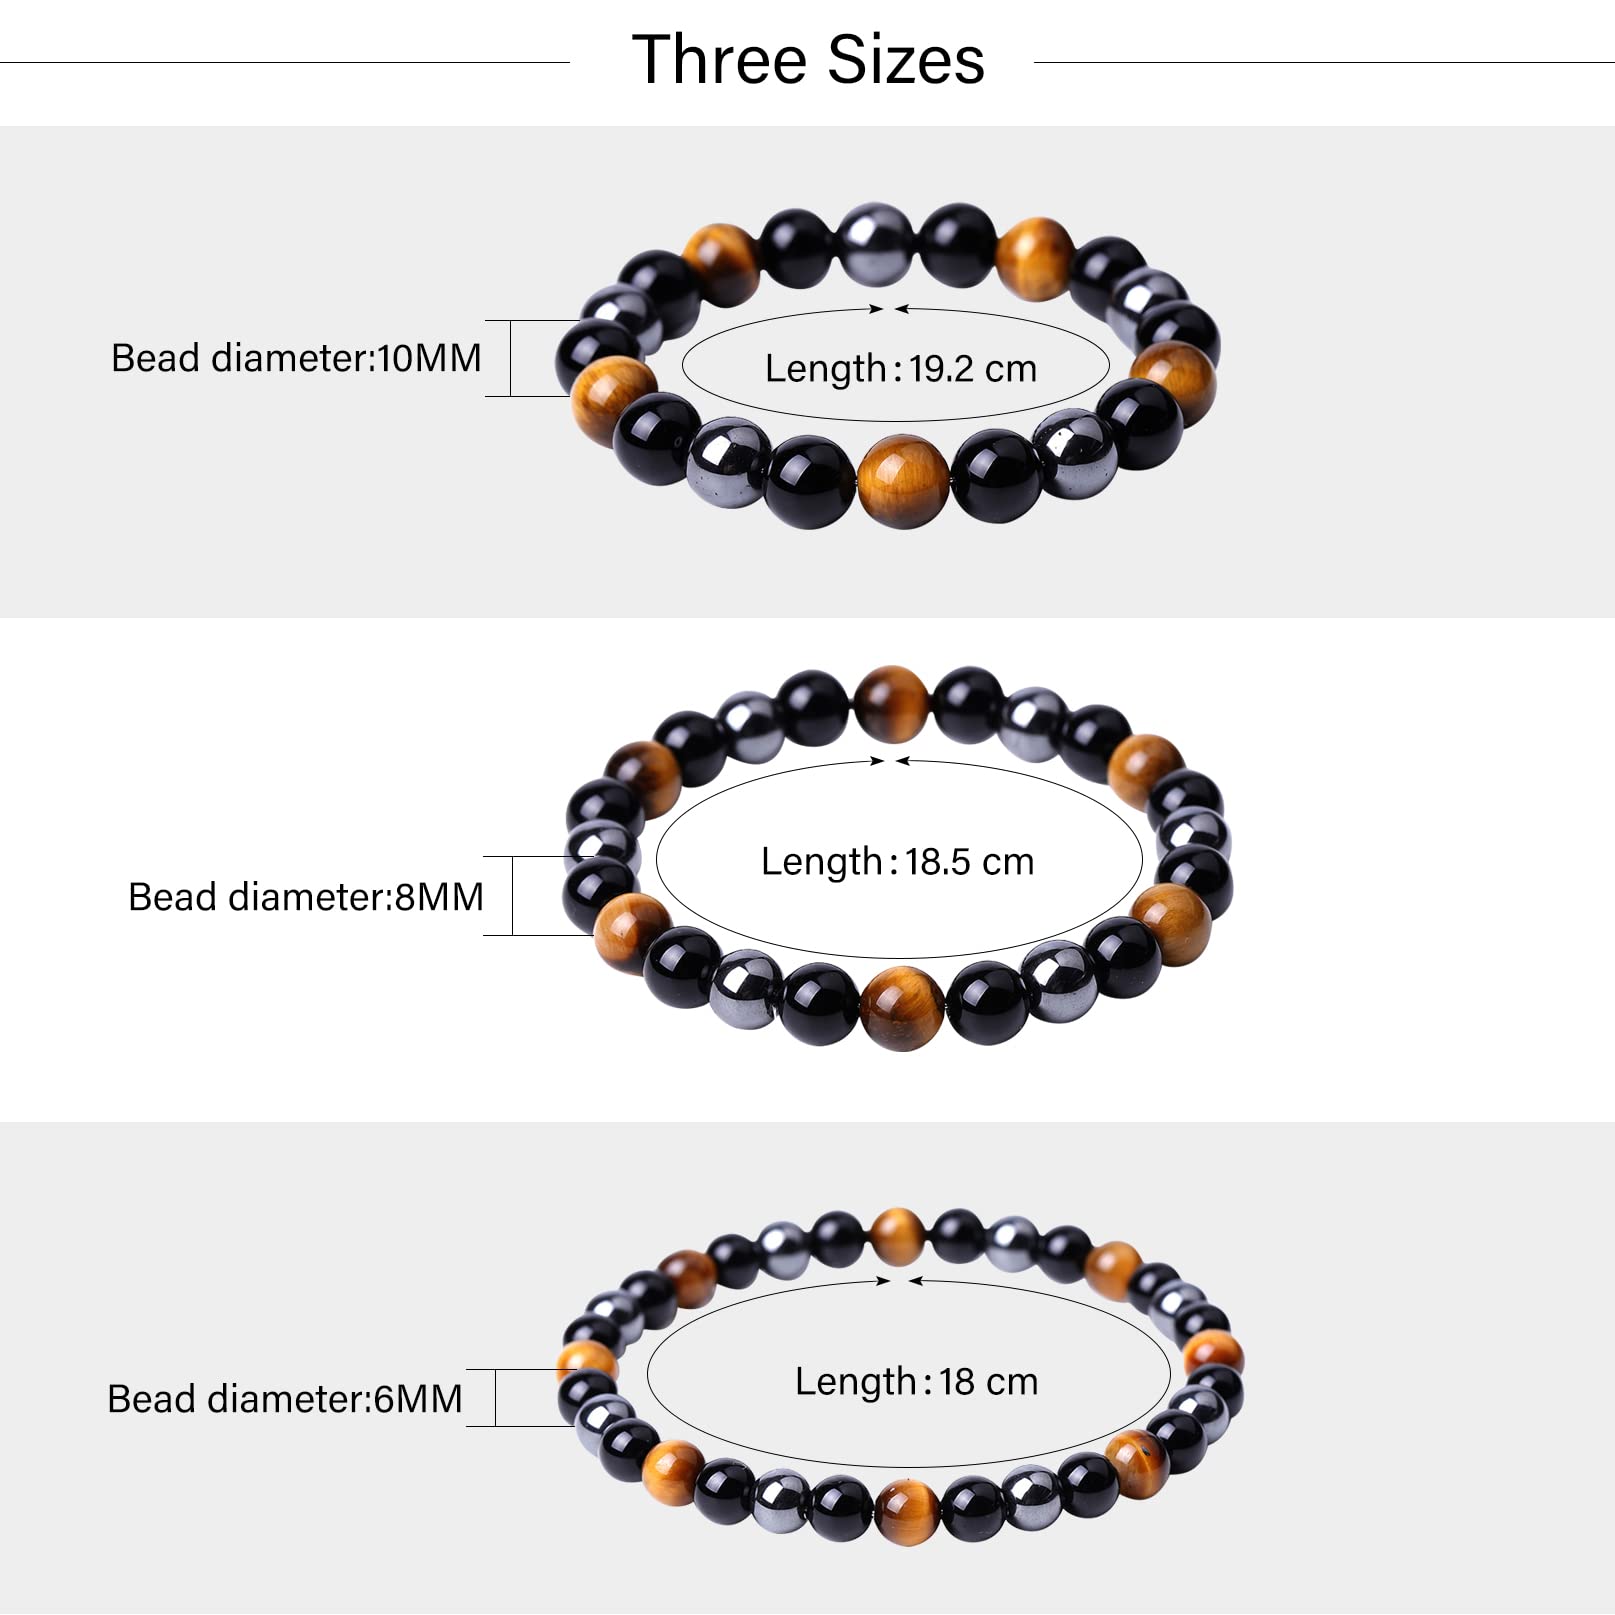 Three Sizes
Bead diameter:10MM
Length:19.2 cm
Bead diameter:8MM
Length:18.5 cm
Bead diameter:6MM
Length:18 cm